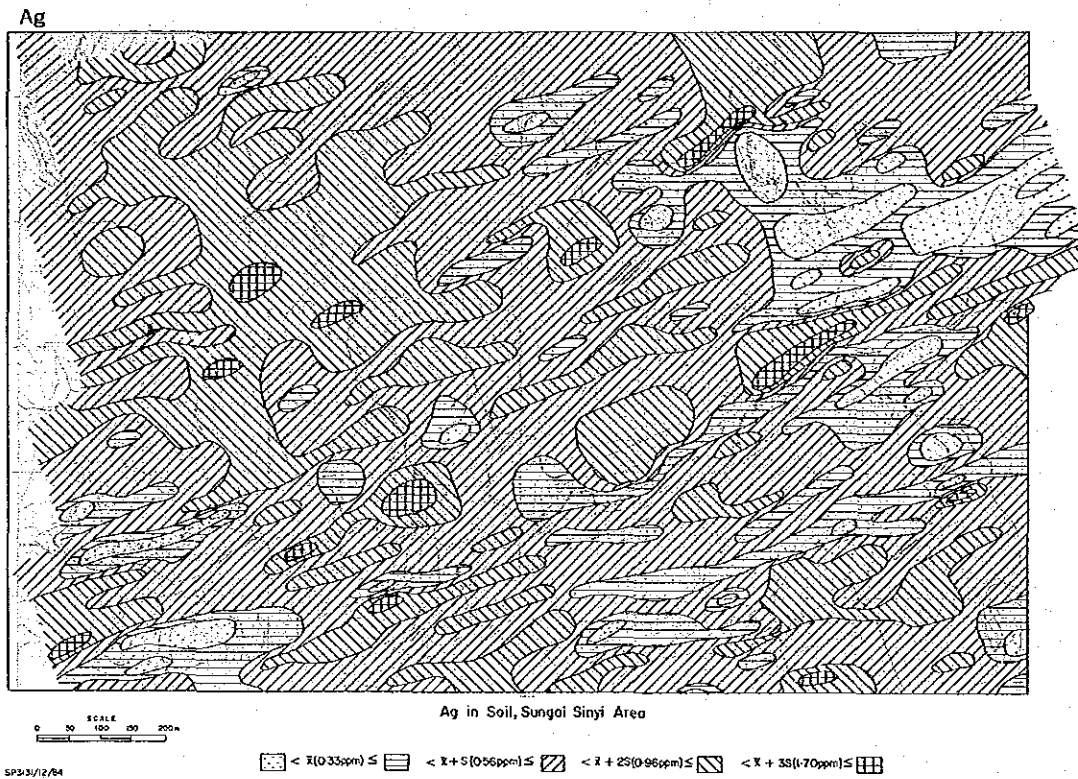 Ag
Ag in Soil, Sungai Sinyi Area
SCALE
0 50 100 150 200m
< x̄(0·33ppm) ≤ < x̄+S(0·56ppm) ≤ < x̄ + 2S(0·96ppm) ≤ < x̄ + 3S(1·70ppm) ≤
SP3/31/12/84